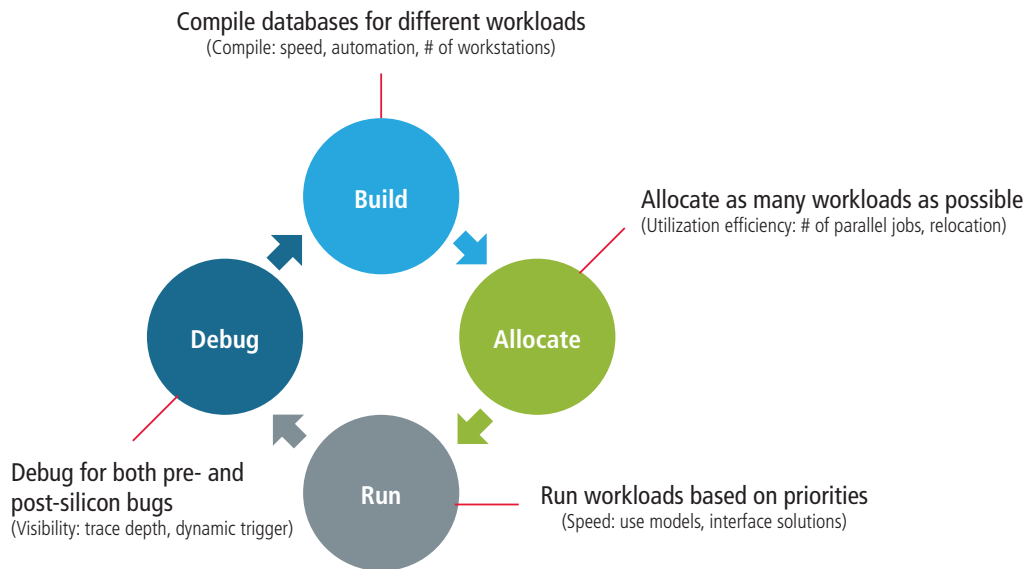 Compile databases for different workloads
(Compile: speed, automation, # of workstations)
Build
Allocate as many workloads as possible
(Utilization efficiency: # of parallel jobs, relocation)
Debug
Allocate
Debug for both pre- and
post-silicon bugs
(Visibility: trace depth, dynamic trigger)
Run
Run workloads based on priorities
(Speed: use models, interface solutions)